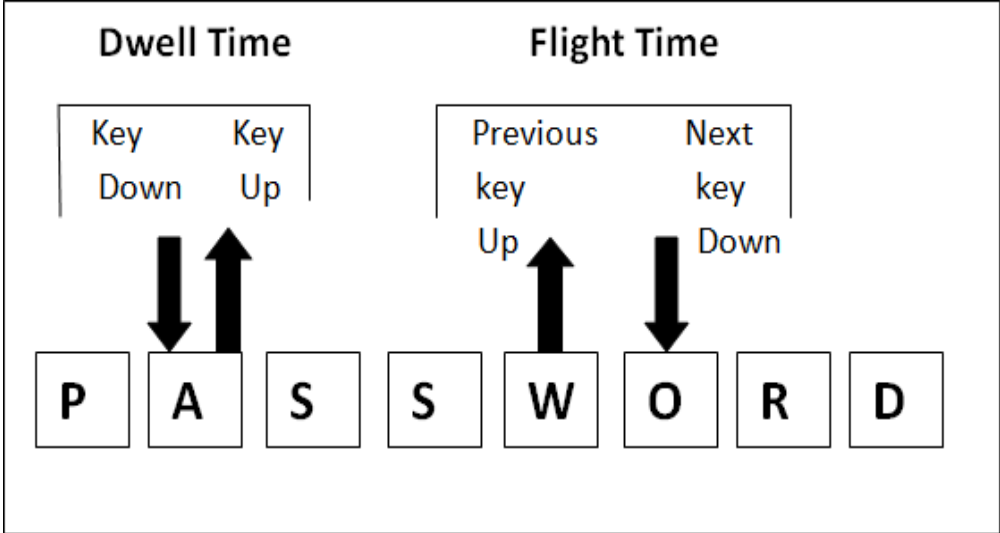 Dwell Time Flight Time
Key Key Previous Next
Down Up key key
Up Down
P A S S W O R D